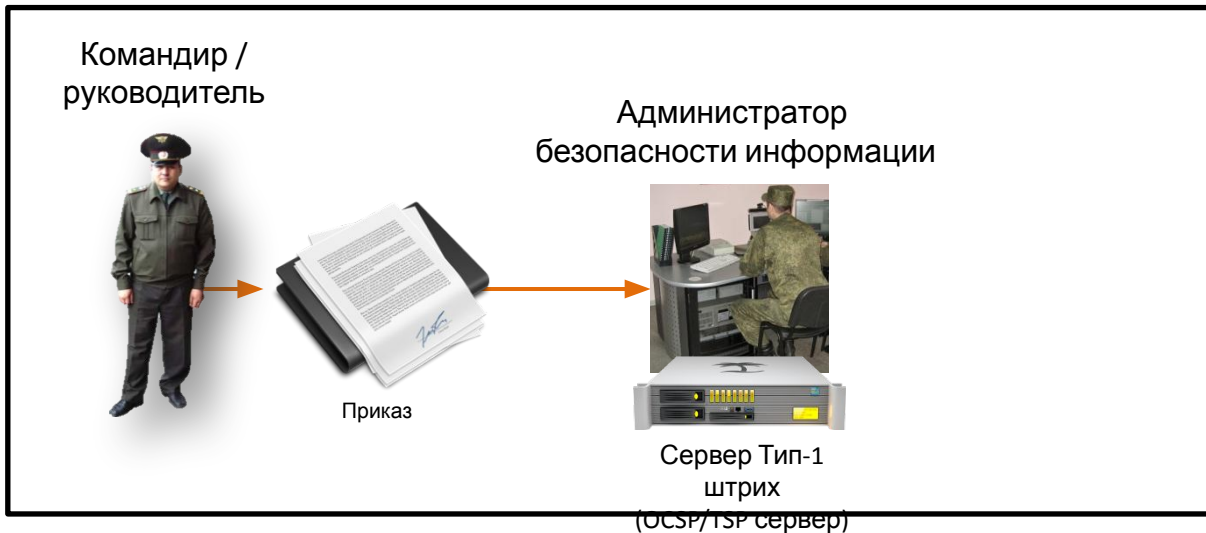 Командир /
руководитель
Администратор
безопасности информации
Приказ
Сервер Тип-1
штрих
(OCSP/TSP сервер)